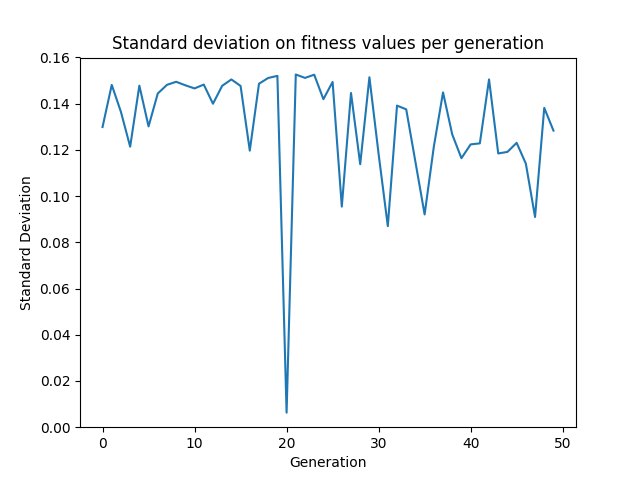 Standard deviation on fitness values per generation
0.16
0.14
0.12
0.10
0.08
0.06
0.04
0.02
0.00
Standard Deviation
0 10 20 30 40 50
Generation